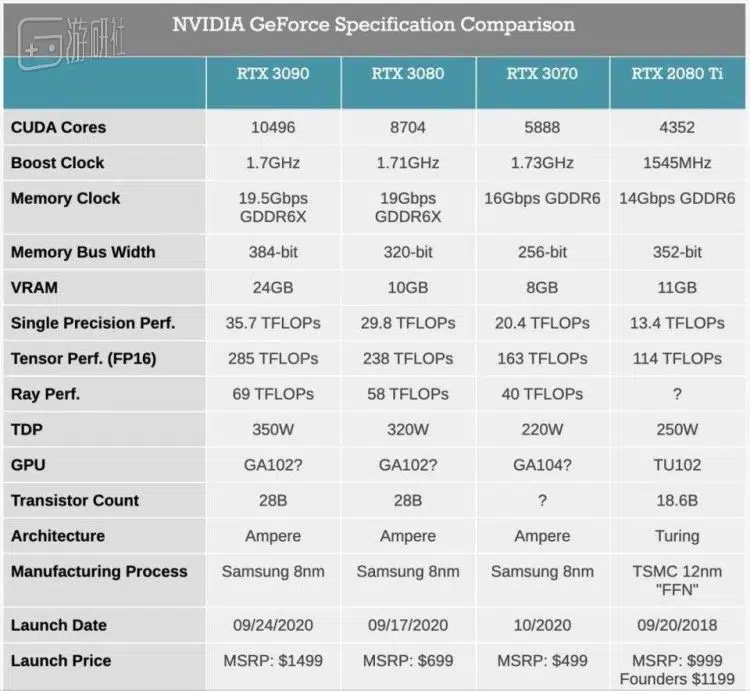 游研社
NVIDIA GeForce Specification Comparison
RTX 3090 RTX 3080 RTX 3070 RTX 2080 Ti
CUDA Cores 10496 8704 5888 4352
Boost Clock 1.7GHz 1.71GHz 1.73GHz 1545MHz
Memory Clock 19.5Gbps 19Gbps 16Gbps GDDR6 14Gbps GDDR6
GDDR6X GDDR6X
Memory Bus Width 384-bit 320-bit 256-bit 352-bit
VRAM 24GB 10GB 8GB 11GB
Single Precision Perf. 35.7 TFLOPs 29.8 TFLOPs 20.4 TFLOPs 13.4 TFLOPs
Tensor Perf. (FP16) 285 TFLOPs 238 TFLOPs 163 TFLOPs 114 TFLOPs
Ray Perf. 69 TFLOPs 58 TFLOPs 40 TFLOPs ?
TDP 350W 320W 220W 250W
GPU GA102? GA102? GA104? TU102
Transistor Count 28B 28B ? 18.6B
Architecture Ampere Ampere Ampere Turing
Manufacturing Process Samsung 8nm Samsung 8nm Samsung 8nm TSMC 12nm
"FFN"
Launch Date 09/24/2020 09/17/2020 10/2020 09/20/2018
Launch Price MSRP: $1499 MSRP: $699 MSRP: $499 MSRP: $999
Founders $1199